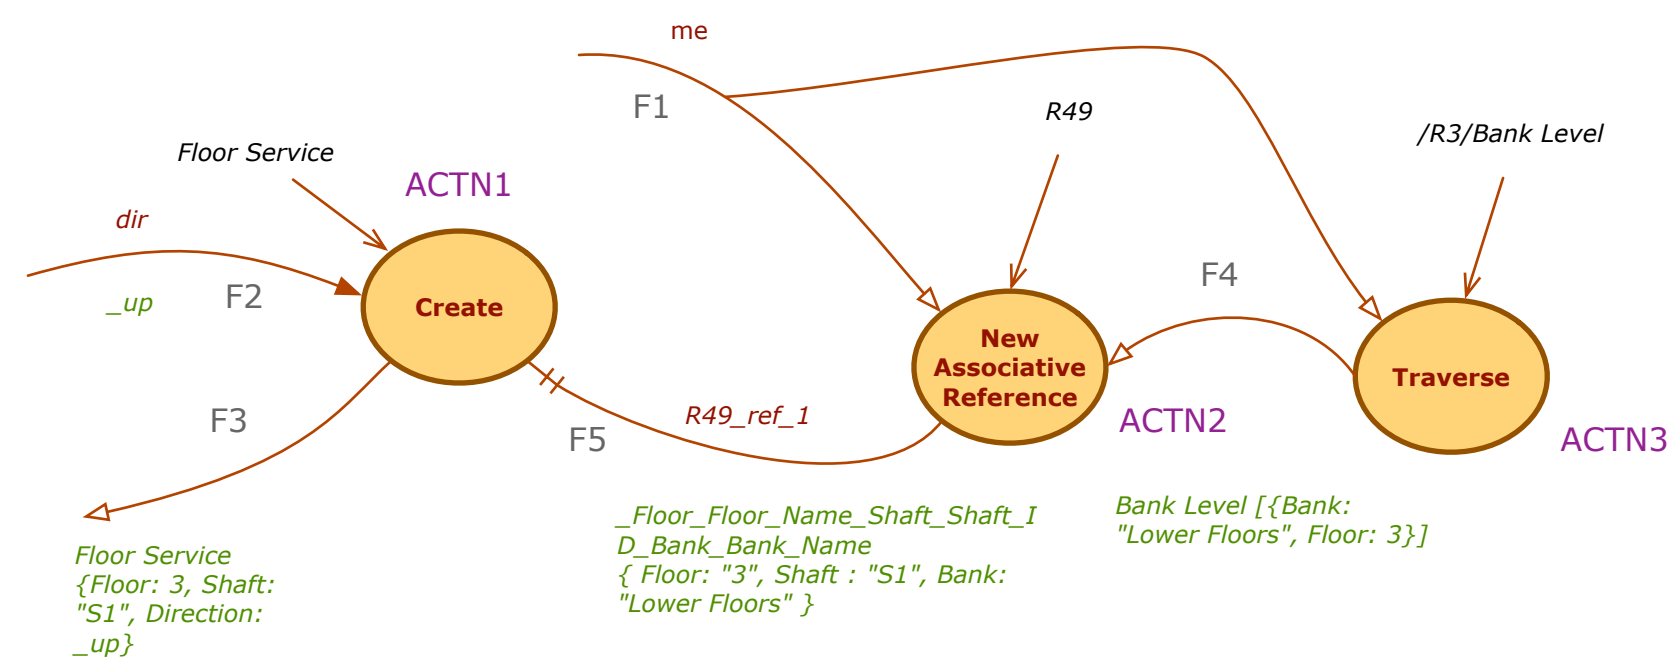 me
F1
R49
/R3/Bank Level
Floor Service
ACTN1
dir
_up
F2
Create
F4
New
Associative
Reference
Traverse
F3
R49_ref_1
F5
ACTN2
ACTN3
_Floor_Floor_Name_Shaft_Shaft_I
D_Bank_Bank_Name
{ Floor: "3", Shaft : "S1", Bank:
"Lower Floors" }
Bank Level [{Bank:
"Lower Floors", Floor: 3}]
Floor Service
{Floor: 3, Shaft:
"S1", Direction:
_up}